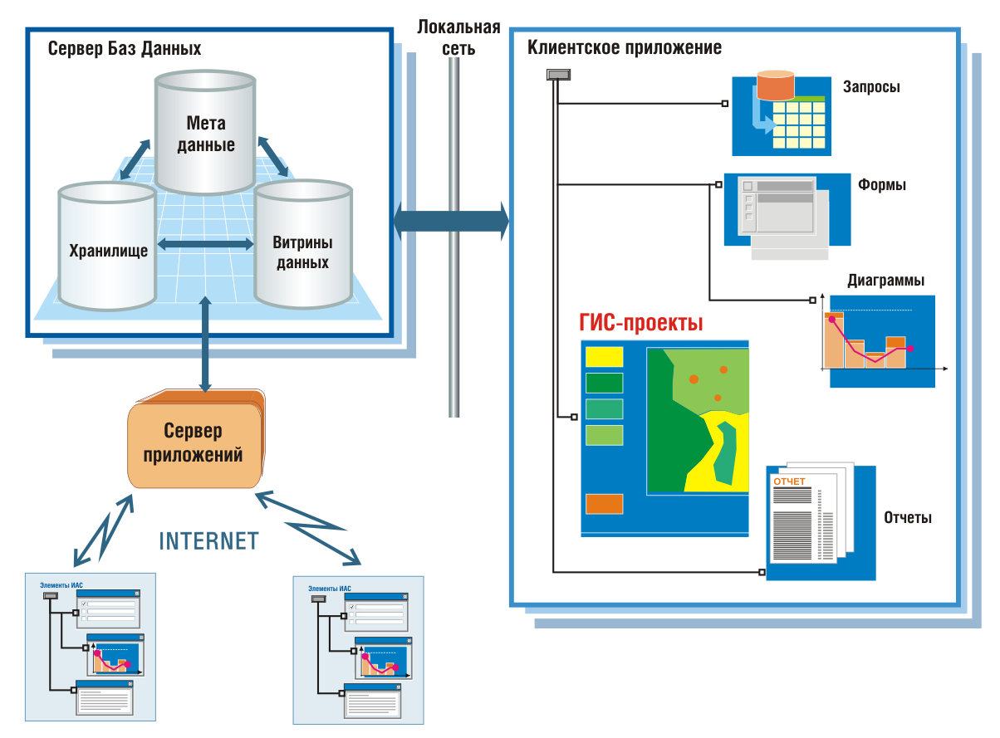 Сервер Баз Данных
Мета
данные
Хранилище
Витрины
данных
Локальная
сеть
Клиентское приложение
Запросы
Формы
Диаграммы
ГИС-проекты
ОТЧЕТ
Отчеты
Сервер
приложений
INTERNET
Элементы ИАС
Элементы ИАС